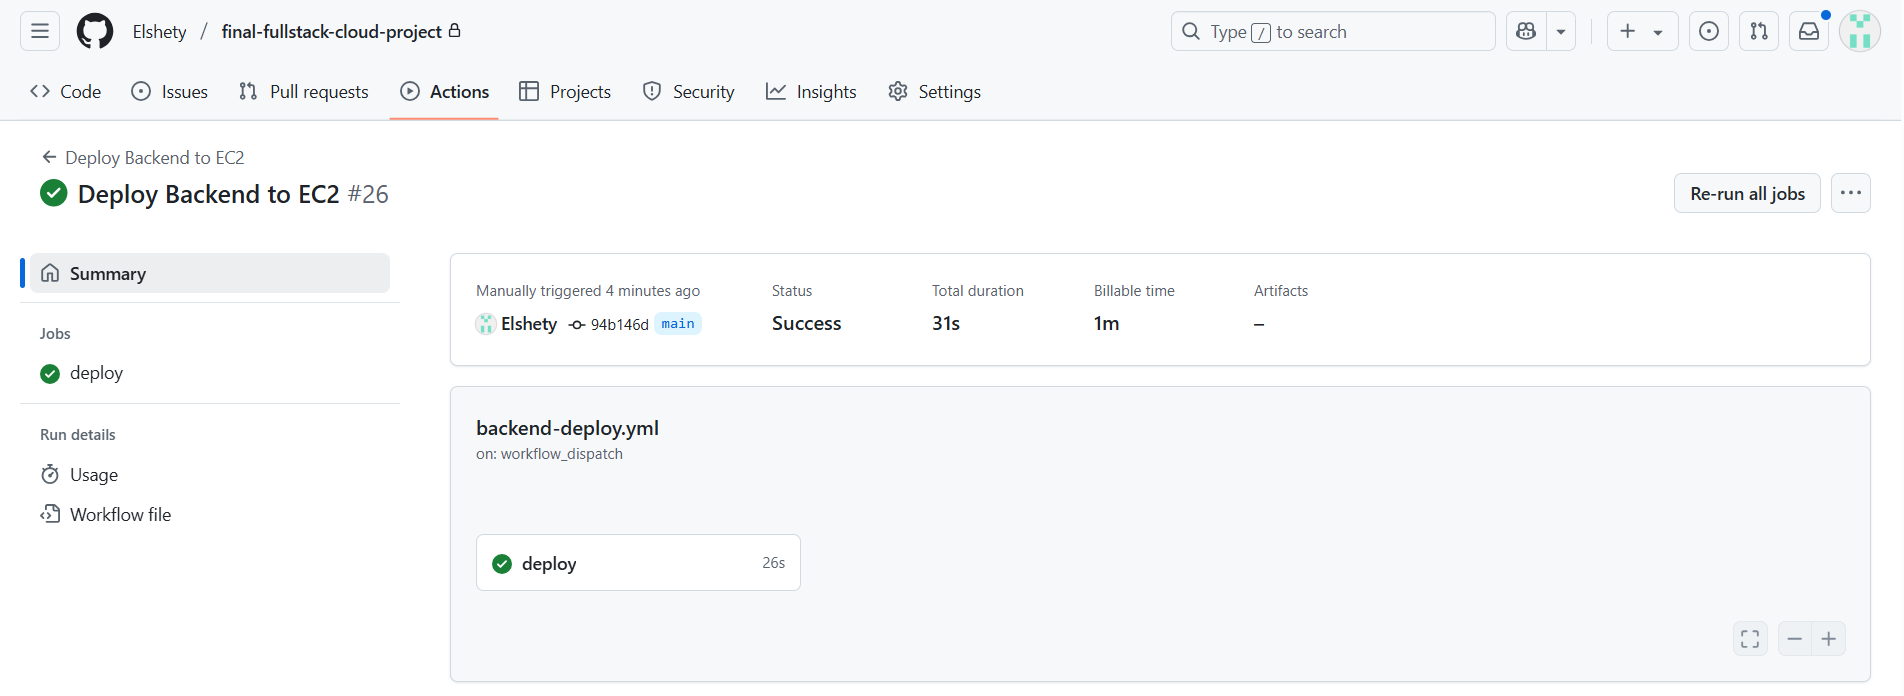 Elshety / final-fullstack-cloud-project
Type / to search
Code Issues Pull requests Actions Projects Security Insights Settings
Deploy Backend to EC2
Deploy Backend to EC2 #26
Re-run all jobs
Summary
Jobs
deploy
Run details
Usage
Workflow file
Manually triggered 4 minutes ago
Elshety 94b146d main
Status
Success
Total duration
31s
Billable time
1m
Artifacts
–
backend-deploy.yml
on: workflow_dispatch
deploy 26s